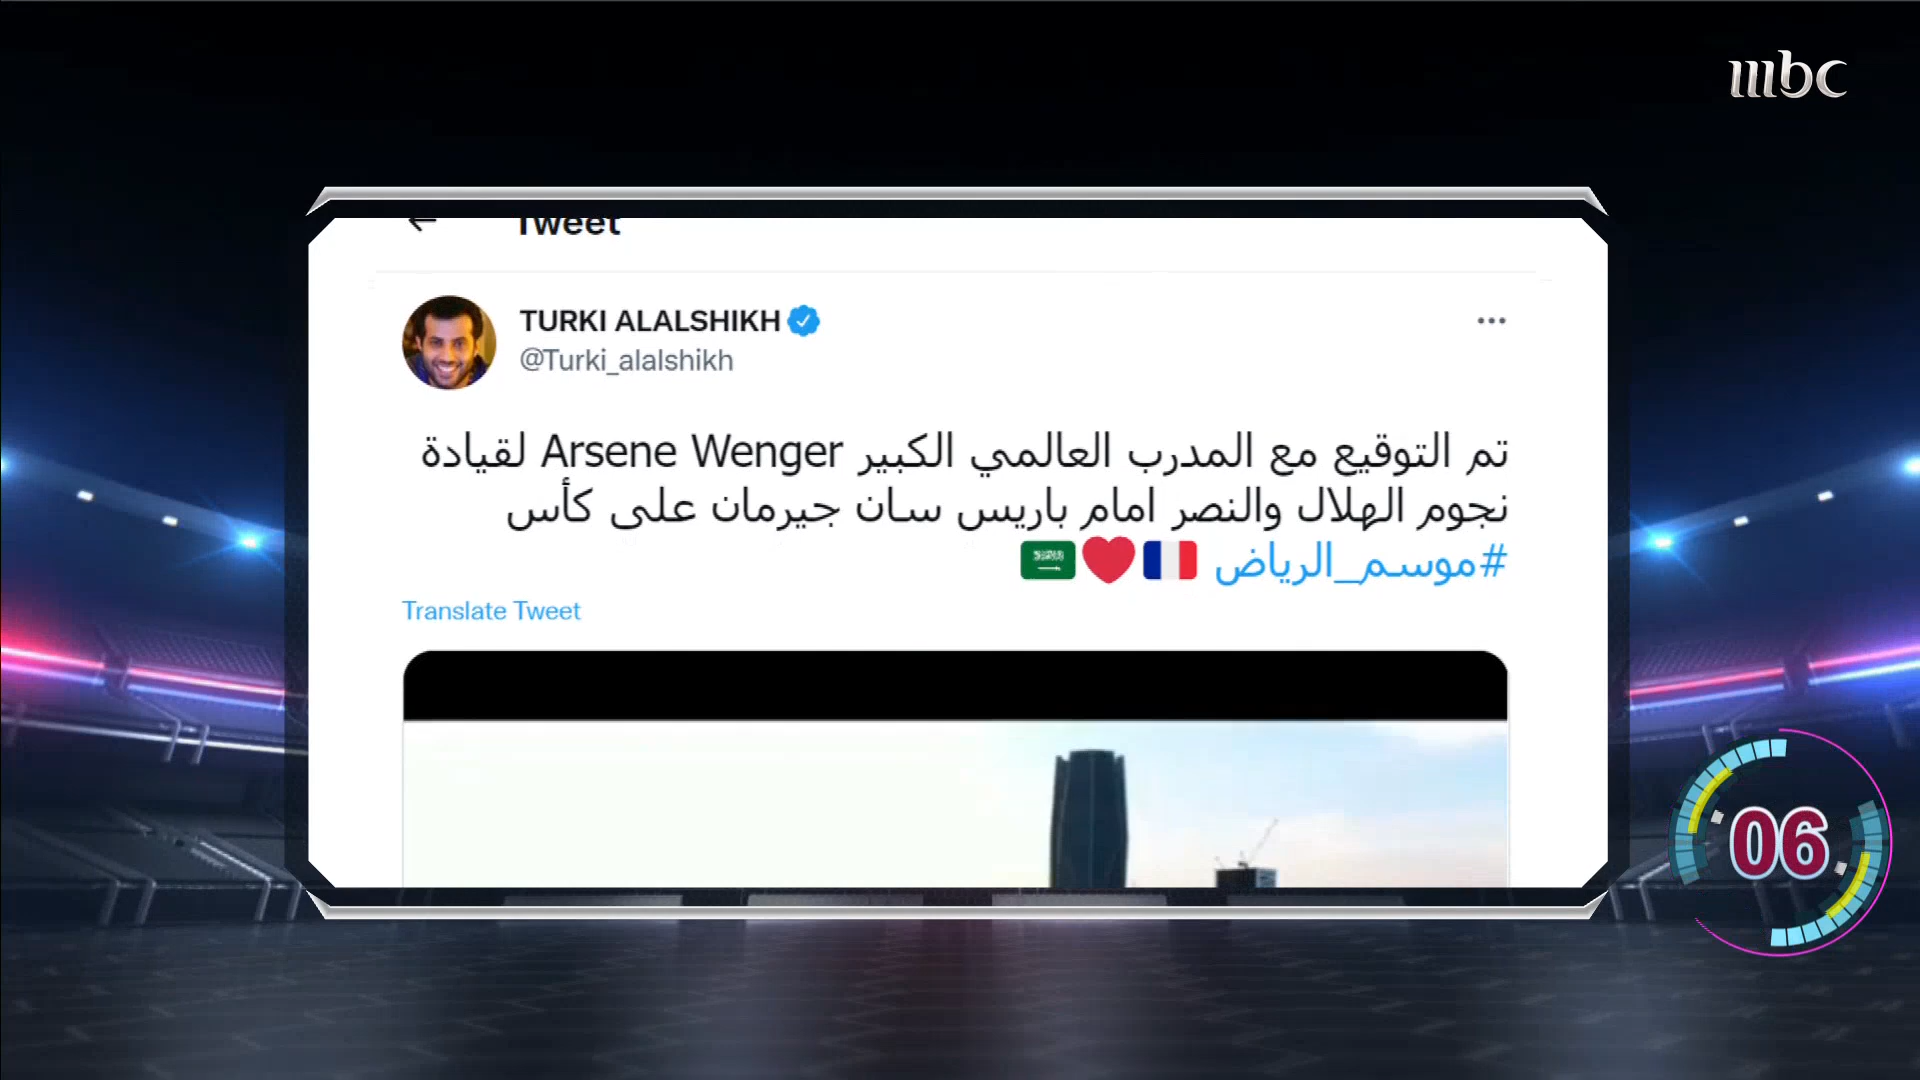 mbc
Tweet
TURKI ALALSHIKH
@Turki_alalshikh
تم التوقيع مع المدرب العالمي الكبير Arsene Wenger لقيادة
نجوم الهلال والنصر امام باريس سان جيرمان على كأس
#موسم_الرياض 🇫🇷❤️🇸🇦
Translate Tweet
06